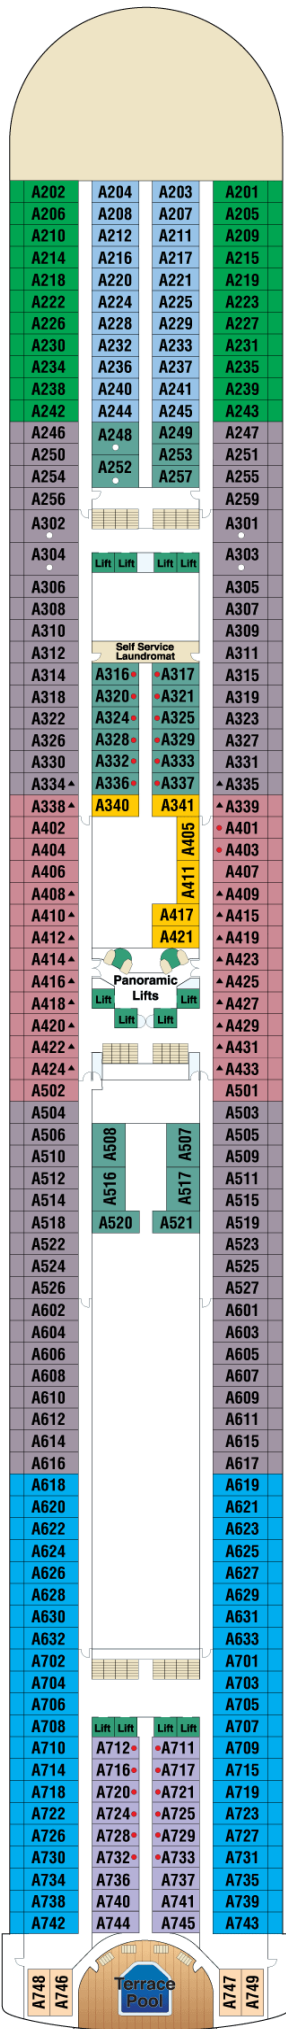 A202 A204 A203 A201
A206 A208 A207 A205
A210 A212 A211 A209
A214 A216 A217 A215
A218 A220 A221 A219
A222 A224 A225 A223
A226 A228 A229 A227
A230 A232 A233 A231
A234 A236 A237 A235
A238 A240 A241 A239
A242 A244 A245 A243
A246 A248 A249 A247
A250 A253 A251
A254 A252 A257 A255
A256 A259
A302 A301
A304 A303
Lift Lift Lift Lift
A306 A305
A308 A307
A310 A309
A312 Self Service A311
Laundromat
A314 A316 A317 A315
A318 A320 A321 A319
A322 A324 A325 A323
A326 A328 A329 A327
A330 A332 A333 A331
A334 A336 A337 A335
A338 A340 A341 A339
A402 A405 A401
A404 A403
A406 A411 A407
A408 A409
A410 A417 A415
A412 A421 A419
A414 A423
A416 Panoramic A425
Lifts
A418 Lift Lift A427
A420 Lift Lift A429
A422 A431
A424 A433
A502 A501
A504 A503
A506 A508 A507 A505
A510 A509
A512 A516 A517 A511
A514 A515
A518 A520 A521 A519
A522 A523
A524 A525
A526 A527
A602 A601
A604 A603
A606 A605
A608 A607
A610 A609
A612 A611
A614 A615
A616 A617
A618 A619
A620 A621
A622 A623
A624 A625
A626 A627
A628 A629
A630 A631
A632 A633
A702 A701
A704 A703
A706 A705
A708 Lift Lift Lift Lift A707
A710 A712 A711 A709
A714 A716 A717 A715
A718 A720 A721 A719
A722 A724 A725 A723
A726 A728 A729 A727
A730 A732 A733 A731
A734 A736 A737 A735
A738 A740 A741 A739
A742 A744 A745 A743
A748 A746 Terrace A747 A749
Pool